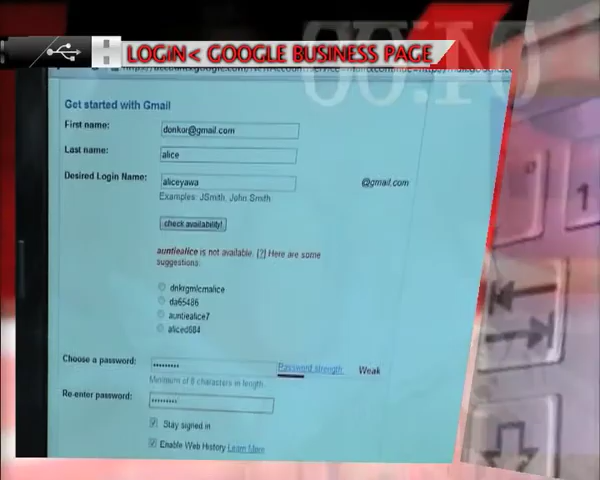 LOGIN< GOOGLE BUSINESS PAGE
00:10
Get started with Gmail
First name:
donkor@gmail.com
Last name:
alice
Desired Login Name:
aliceyawa
@gmail.com
Examples: JSmith, John.Smith
check availability!
auntiealice is not available. [?] Here are some
suggestions:
dnkrgmlcmalice
da65486
auntiealice7
aliced684
Choose a password:
Password strength:
Weak
Minimum of 8 characters in length.
Re-enter password:
Stay signed in
Enable Web History Learn More
1